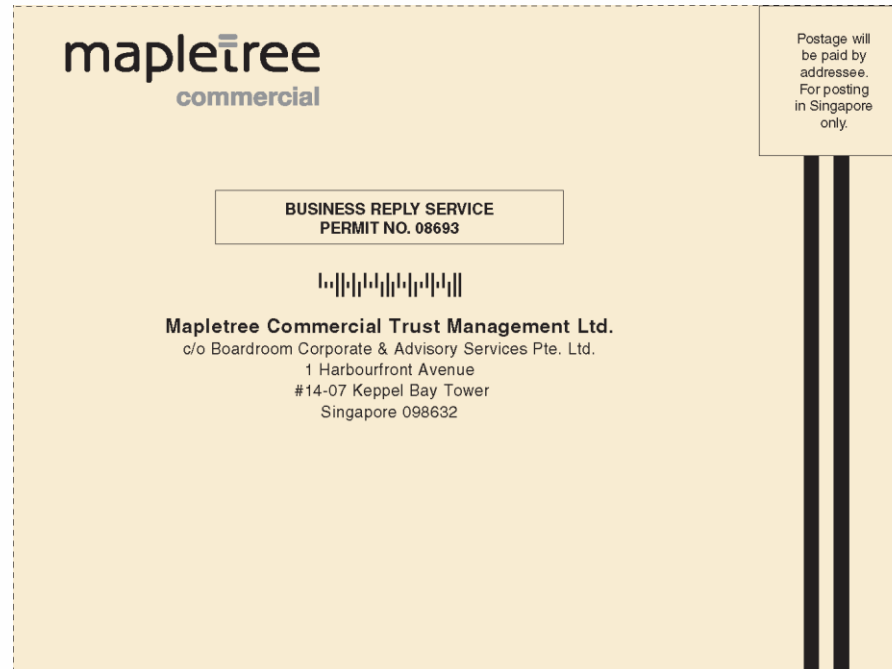 mapletree
commercial
Postage will
be paid by
addressee.
For posting
in Singapore
only.
BUSINESS REPLY SERVICE
PERMIT NO. 08693
Mapletree Commercial Trust Management Ltd.
c/o Boardroom Corporate & Advisory Services Pte. Ltd.
1 Harbourfront Avenue
#14-07 Keppel Bay Tower
Singapore 098632